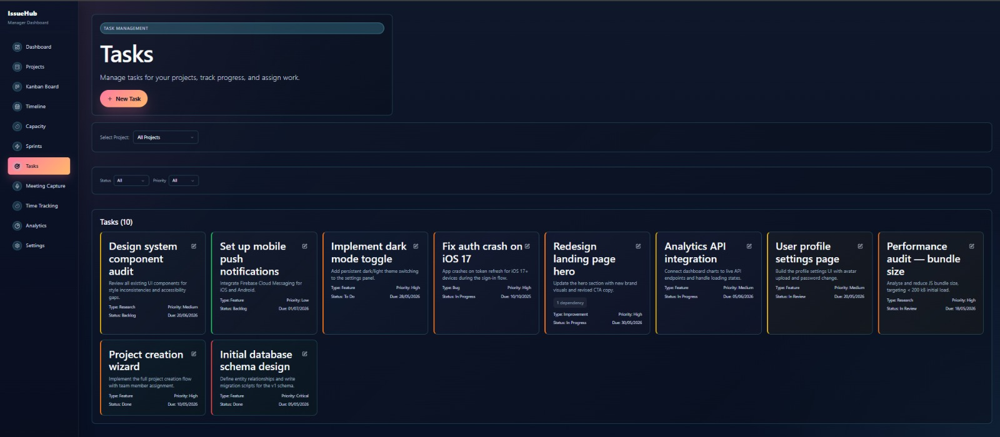 IssueHub
Manager Dashboard
Dashboard
Projects
Kanban Board
Timeline
Capacity
Sprints
Tasks
Meeting Capture
Time Tracking
Analytics
Settings
TASK MANAGEMENT
Tasks
Manage tasks for your projects, track progress, and assign work.
+ New Task
Select Project: All Projects
Status All Priority All
Tasks (10)
Design system
component
audit
Review all existing UI components for
style inconsistencies and accessibility
gaps.
Type: Research Priority: Medium
Status: Backlog Due: 20/06/2026
Set up mobile
push
notifications
Integrate Firebase Cloud Messaging for
iOS and Android.
Type: Feature Priority: Low
Status: Backlog Due: 01/07/2026
Implement dark
mode toggle
Add persistent dark/light theme switching
to the settings panel.
Type: Feature Priority: High
Status: To Do Due: 28/05/2026
Fix auth crash on
iOS 17
App crashes on token refresh for iOS 17+
devices during the sign-in flow.
Type: Bug Priority: High
Status: In Progress Due: 10/10/2025
Redesign
landing page
hero
Update the hero section with new brand
visuals and revised CTA copy.
1 dependency
Type: Improvement Priority: High
Status: In Progress Due: 30/05/2026
Analytics API
integration
Connect dashboard charts to live API
endpoints and handle loading states.
Type: Feature Priority: Medium
Status: In Progress Due: 05/06/2026
User profile
settings page
Build the profile settings UI with avatar
upload and password change.
Type: Feature Priority: Medium
Status: In Review Due: 20/05/2026
Performance
audit — bundle
size
Analyse and reduce JS bundle size,
targeting < 200 kB initial load.
Type: Research Priority: High
Status: In Review Due: 18/05/2026
Project creation
wizard
Implement the full project creation flow
with team member assignment.
Type: Feature Priority: High
Status: Done Due: 10/05/2026
Initial database
schema design
Define entity relationships and write
migration scripts for the v1 schema.
Type: Feature Priority: Critical
Status: Done Due: 05/05/2026